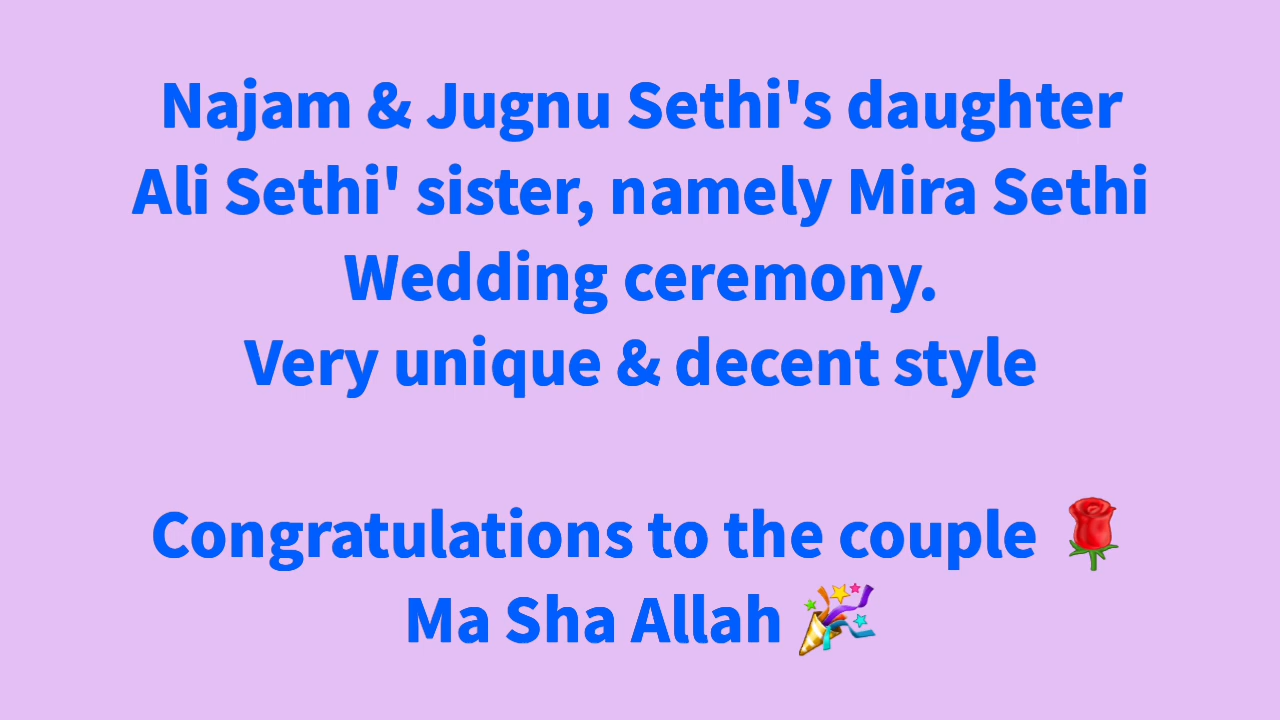 Najam & Jugnu Sethi's daughter
Ali Sethi' sister, namely Mira Sethi
Wedding ceremony.
Very unique & decent style
Congratulations to the couple 🌹
Ma Sha Allah 🎉